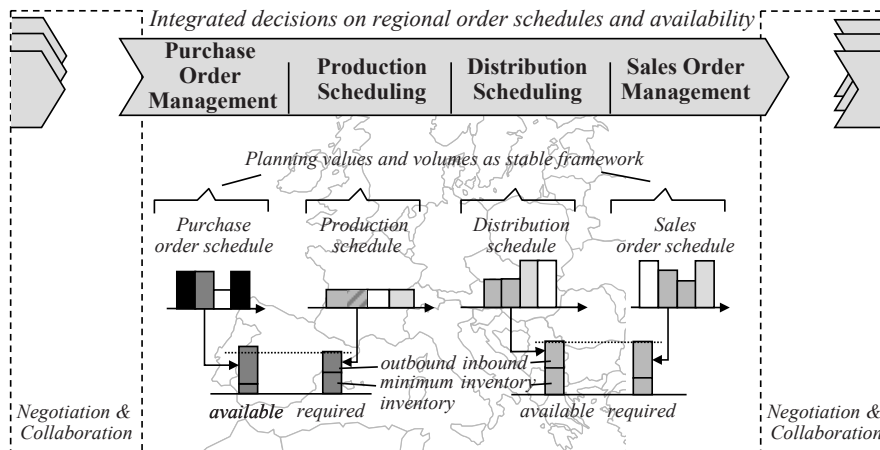 Integrated decisions on regional order schedules and availability
Purchase
Order
Management
Production
Scheduling
Distribution
Scheduling
Sales Order
Management
Planning values and volumes as stable framework
Purchase
order schedule
Production
schedule
Distribution
schedule
Sales
order schedule
outbound inbound
minimum inventory
inventory
available required
available required
Negotiation &
Collaboration
Negotiation &
Collaboration